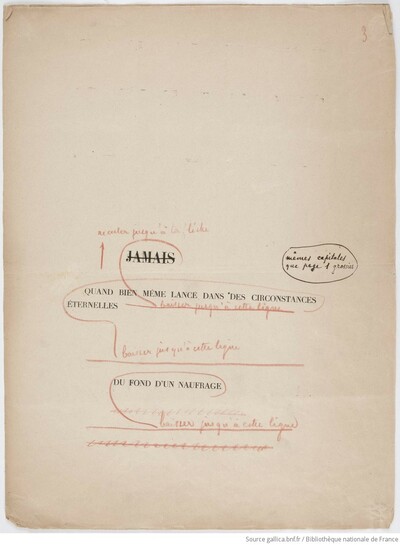 3
monter jusqu'à la flèche
JAMAIS
mêmes capitales
que page 1 grasses
QUAND BIEN MÊME LANCÉ DANS DES CIRCONSTANCES
ÉTERNELLES
baisser jusqu'à cette ligne
baisser jusqu'à cette ligne
DU FOND D'UN NAUFRAGE
baisser jusqu'à cette ligne
Source gallica.bnf.fr / Bibliothèque nationale de France